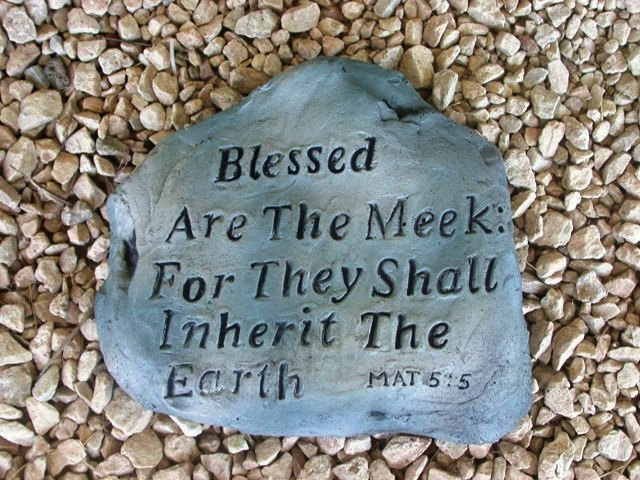 Blessed
Are The Meek:
For They Shall
Inherit The
Earth MAT 5:5